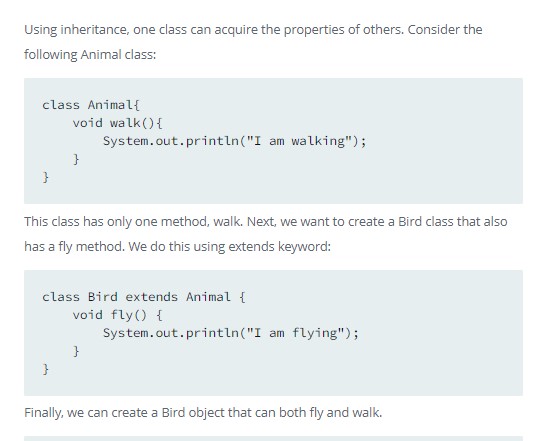 Using inheritance, one class can acquire the properties of others. Consider the
following Animal class:
class Animal{
    void walk(){
        System.out.println("I am walking");
    }
}
This class has only one method, walk. Next, we want to create a Bird class that also
has a fly method. We do this using extends keyword:
class Bird extends Animal {
    void fly() {
        System.out.println("I am flying");
    }
}
Finally, we can create a Bird object that can both fly and walk.